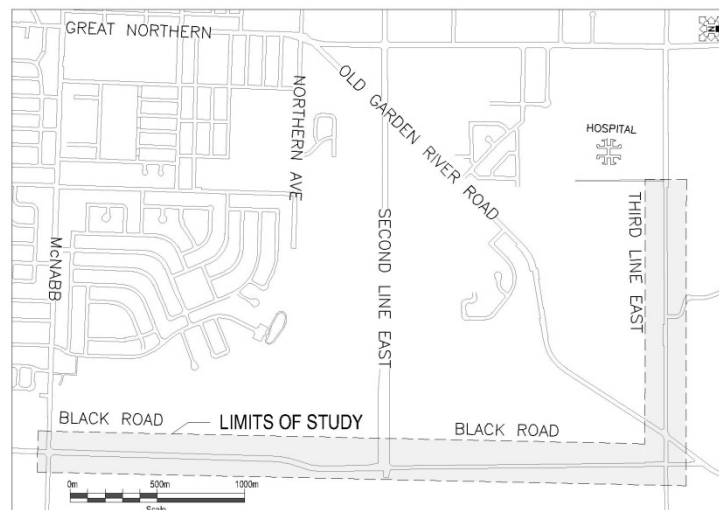 GREAT NORTHERN
N
NORTHERN AVE
OLD GARDEN RIVER ROAD
HOSPITAL
McNABB
SECOND LINE EAST
THIRD LINE EAST
BLACK ROAD
LIMITS OF STUDY
BLACK ROAD
0m 500m 1000m
Scale